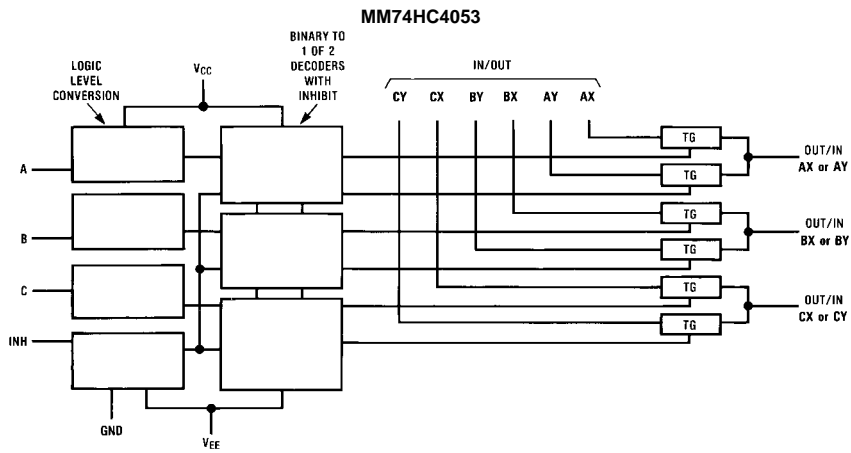 MM74HC4053
BINARY TO
1 OF 2
DECODERS
WITH
INHIBIT
LOGIC
LEVEL
CONVERSION
VCC
IN/OUT
CY CX BY BX AY AX
TG
OUT/IN
AX or AY
A
TG
TG
OUT/IN
BX or BY
B
TG
C
TG
OUT/IN
CX or CY
TG
INH
GND
VEE